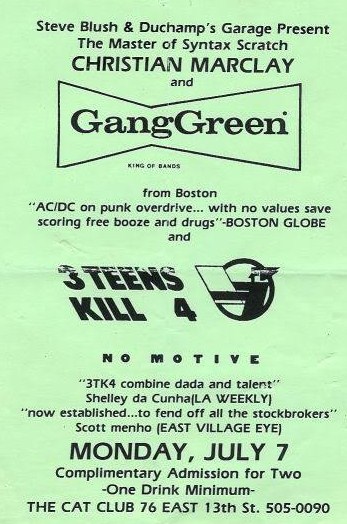 Steve Blush & Duchamp's Garage Present
The Master of Syntax Scratch
CHRISTIAN MARCLAY
and
GangGreen
KING OF BANDS
from Boston
"AC/DC on punk overdrive... with no values save
scoring free booze and drugs"-BOSTON GLOBE
and
3 TEENS
KILL 4
NO MOTIVE
"3TK4 combine dada and talent"
Shelley da Cunha(LA WEEKLY)
"now established...to fend off all the stockbrokers"
Scott menho (EAST VILLAGE EYE)
MONDAY, JULY 7
Complimentary Admission for Two
-One Drink Minimum-
THE CAT CLUB 76 EAST 13th St. 505-0090